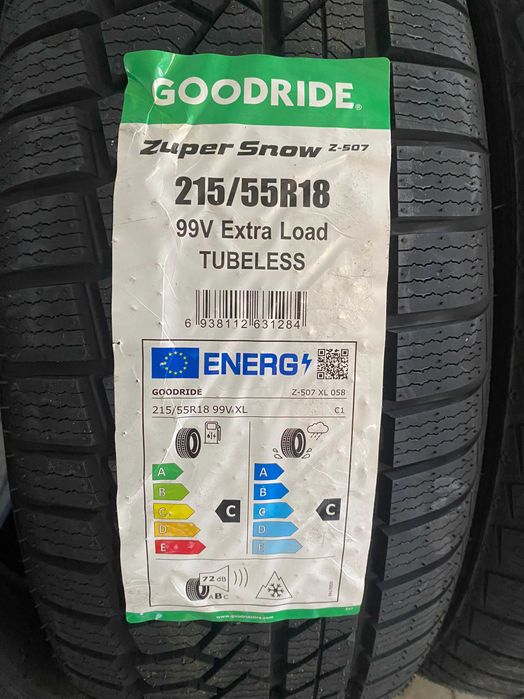 GOODRIDE®
Zuper Snow Z-507
215/55R18
99V Extra Load
TUBELESS
6 938112 631284
ENERG
GOODRIDE Z-507 XL 058
215/55R18 99V XL C1
A A
B B
C C C C
D D
E E
72 dB
ABC
www.goodridetire.com